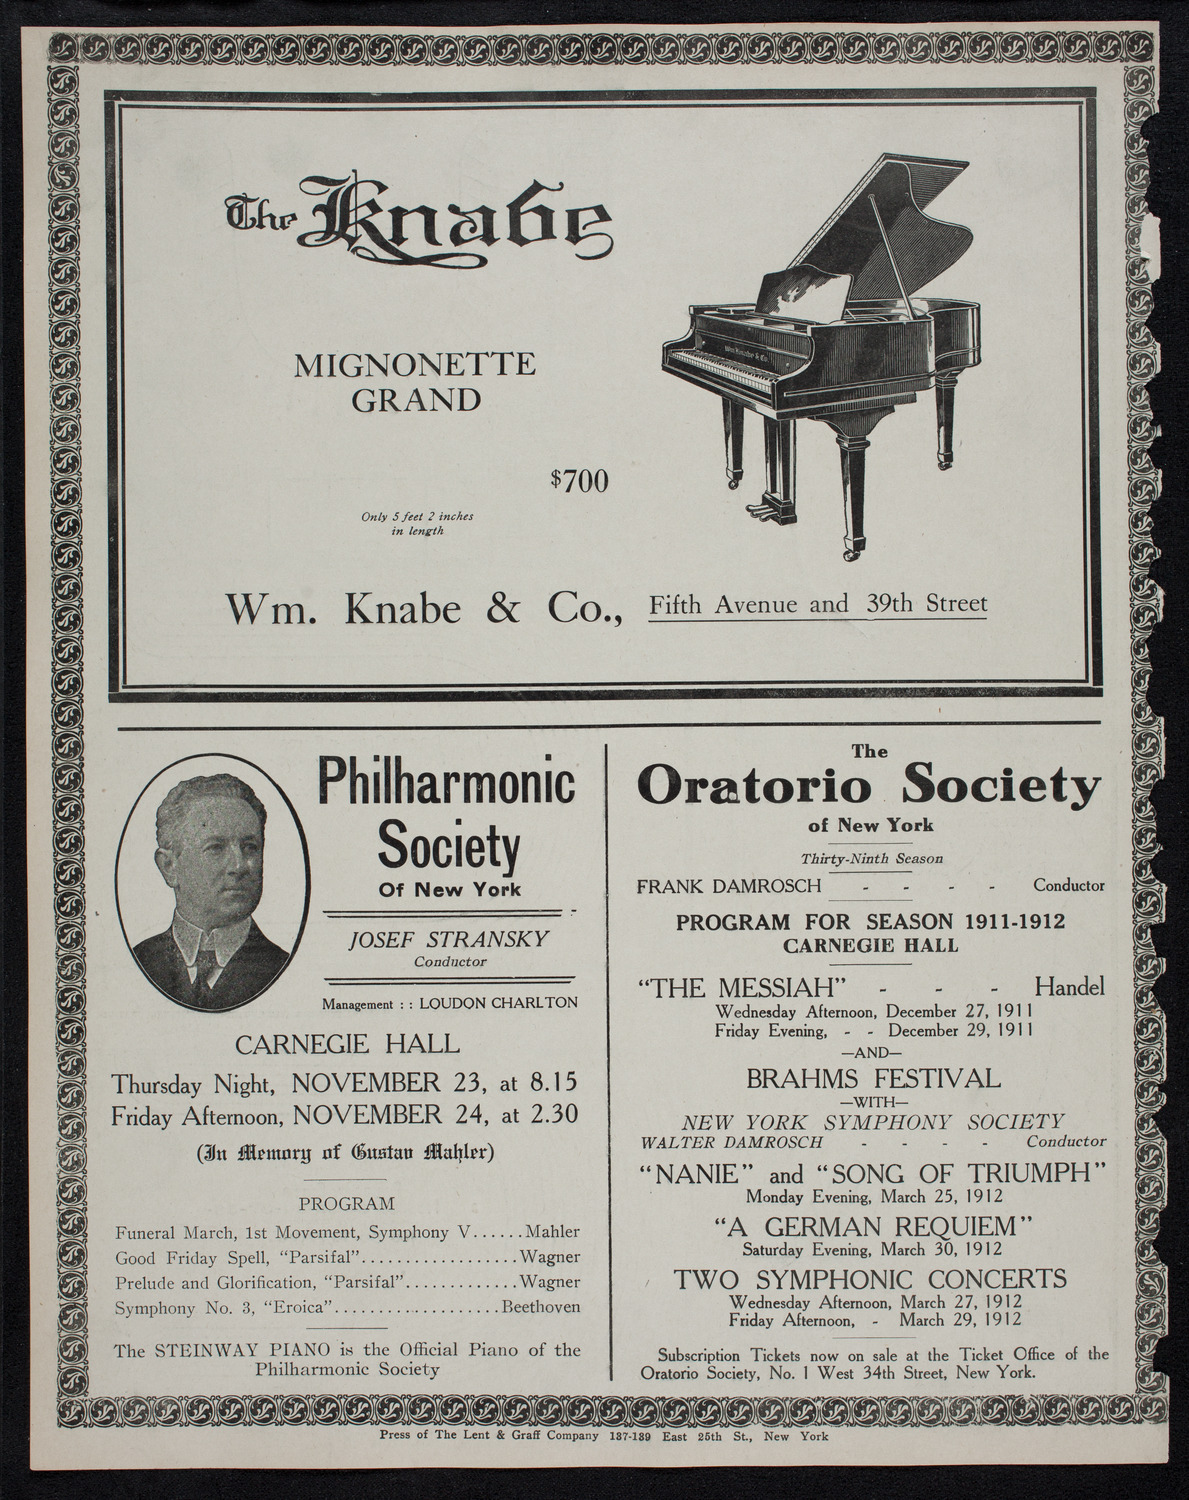 The Knabe
MIGNONETTE
GRAND
$700
Only 5 feet 2 inches
in length
Wm. Knabe & Co.
Wm. Knabe & Co., Fifth Avenue and 39th Street
Philharmonic
Society
Of New York
JOSEF STRANSKY
Conductor
Management : : LOUDON CHARLTON
CARNEGIE HALL
Thursday Night, NOVEMBER 23, at 8.15
Friday Afternoon, NOVEMBER 24, at 2.30
(In Memory of Gustav Mahler)
PROGRAM
Funeral March, 1st Movement, Symphony V......Mahler
Good Friday Spell, “Parsifal”..................Wagner
Prelude and Glorification, “Parsifal”.............Wagner
Symphony No. 3, “Eroica”...................Beethoven
The STEINWAY PIANO is the Official Piano of the
Philharmonic Society
The
Oratorio Society
of New York
Thirty-Ninth Season
FRANK DAMROSCH - - - - Conductor
PROGRAM FOR SEASON 1911-1912
CARNEGIE HALL
“THE MESSIAH” - - - Handel
Wednesday Afternoon, December 27, 1911
Friday Evening, - - December 29, 1911
—AND—
BRAHMS FESTIVAL
—WITH—
NEW YORK SYMPHONY SOCIETY
WALTER DAMROSCH - - - - Conductor
“NANIE” and “SONG OF TRIUMPH”
Monday Evening, March 25, 1912
“A GERMAN REQUIEM”
Saturday Evening, March 30, 1912
TWO SYMPHONIC CONCERTS
Wednesday Afternoon, March 27, 1912
Friday Afternoon, - March 29, 1912
Subscription Tickets now on sale at the Ticket Office of the
Oratorio Society, No. 1 West 34th Street, New York.
Press of The Lent & Graff Company 137-139 East 25th St., New York